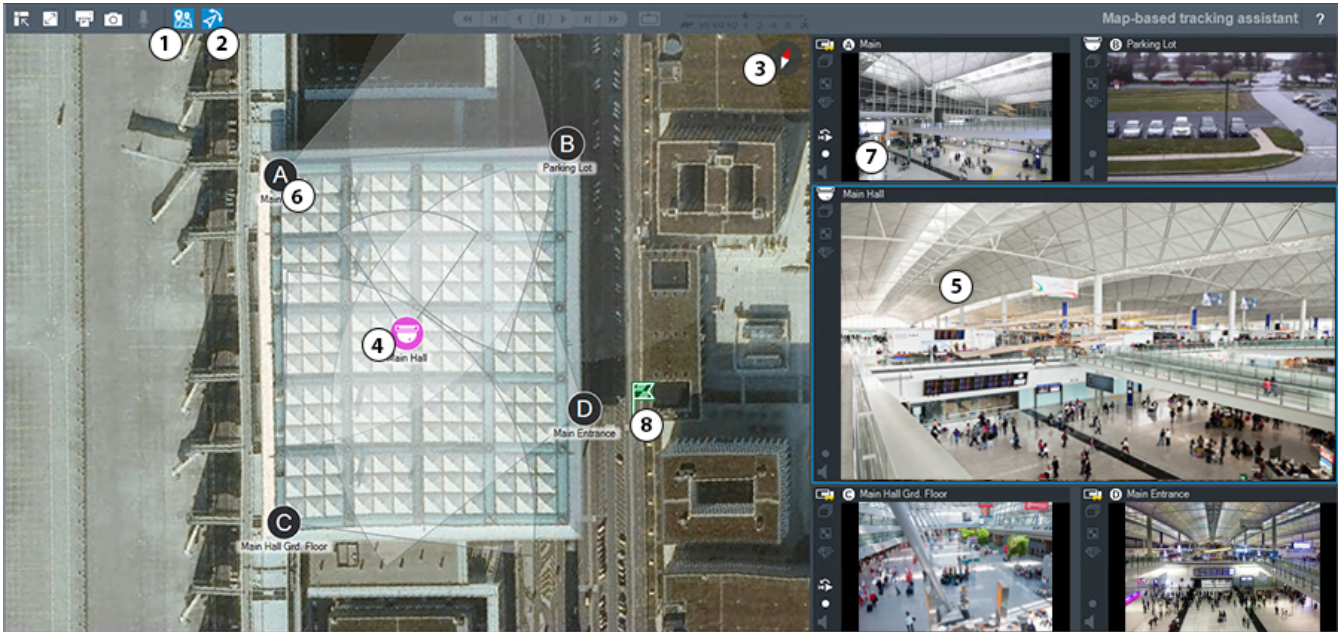 Map-based tracking assistant ?
1
2
3
A Main
B Parking Lot
7
B
Parking Lot
A
Main
6
Main Hall
5
4
Main Hall
8
D
Main Entrance
C
Main Hall Grd. Floor
C Main Hall Grd. Floor
D Main Entrance